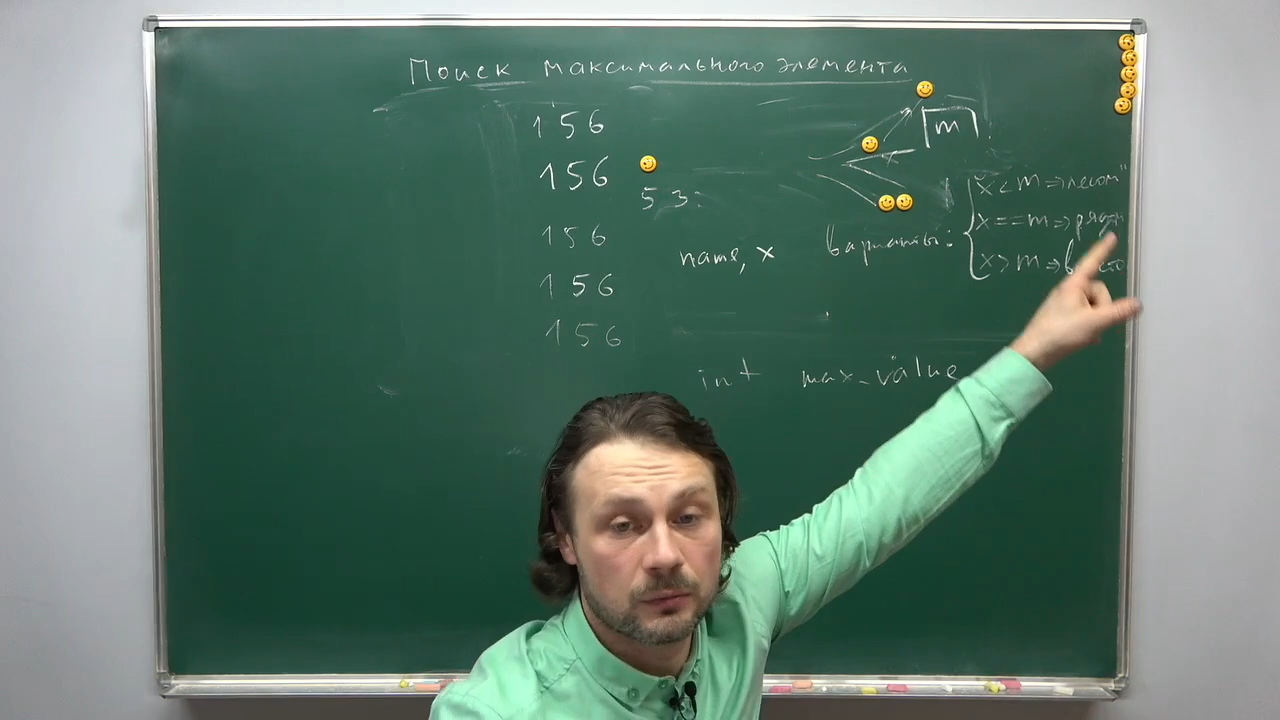 Поиск максимального элемента
156
m
156
x < m => лесом"
53:
x == m => рядом
156
name, x варианты:
x > m =>
156
156
int max_value